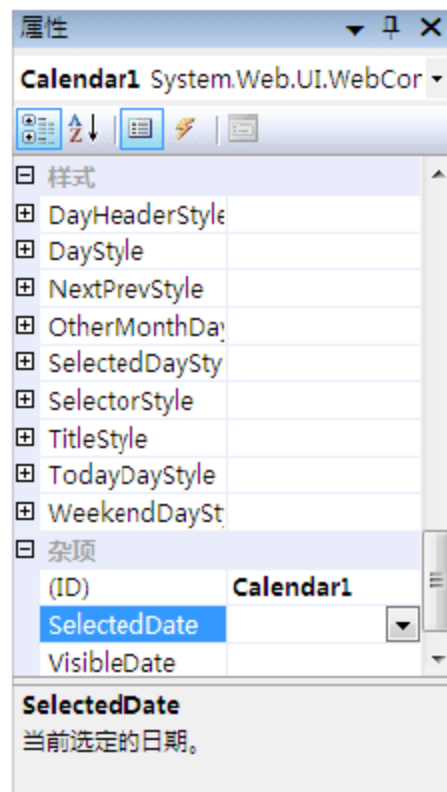 属性
Calendar1 System.Web.UI.WebCor
样式
DayHeaderStyle
DayStyle
NextPrevStyle
OtherMonthDay
SelectedDaySty
SelectorStyle
TitleStyle
TodayDayStyle
WeekendDaySt
杂项
(ID) Calendar1
SelectedDate
VisibleDate
SelectedDate
当前选定的日期。